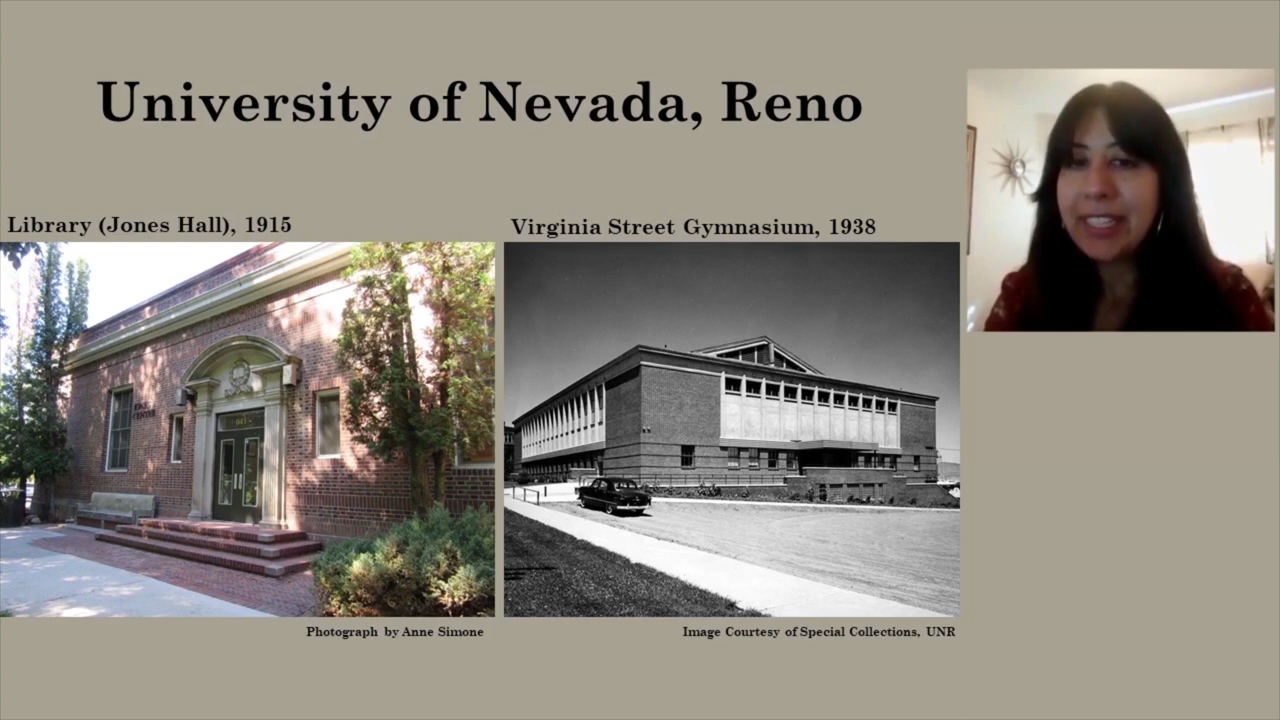 University of Nevada, Reno
Library (Jones Hall), 1915
Virginia Street Gymnasium, 1938
Photograph by Anne Simone
Image Courtesy of Special Collections, UNR